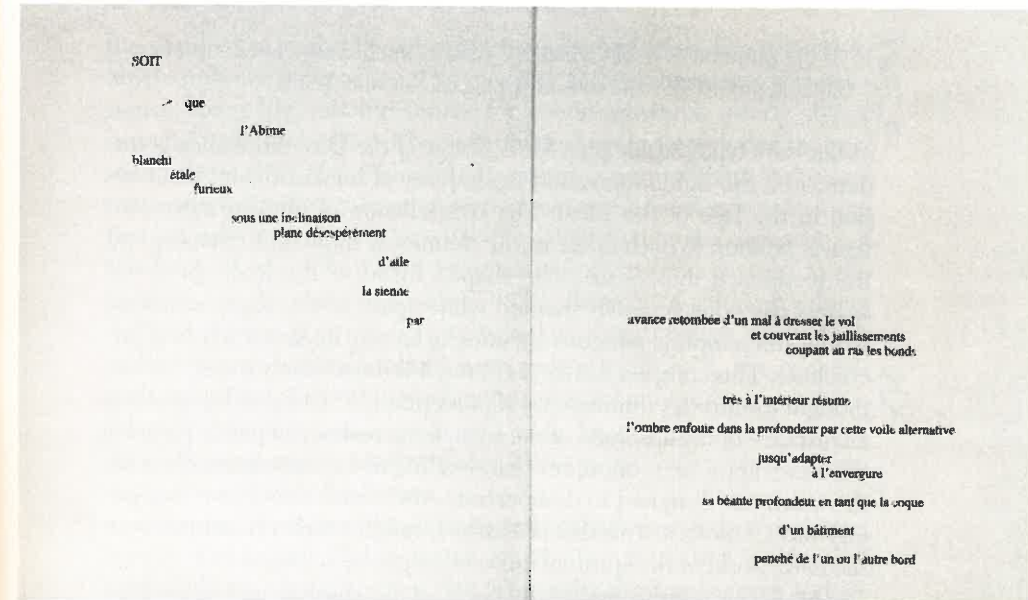 SOIT
que
l'Abîme
blanchi
étale
furieux
sous une inclinaison
plane désespérément
d'aile
la sienne
par
avance retombée d'un mal à dresser le vol
et couvrant les jaillissements
coupant au ras les bonds
très à l'intérieur résume
l'ombre enfouie dans la profondeur par cette voile alternative
jusqu'adapter
à l'envergure
sa béante profondeur en tant que la coque
d'un bâtiment
penché de l'un ou l'autre bord